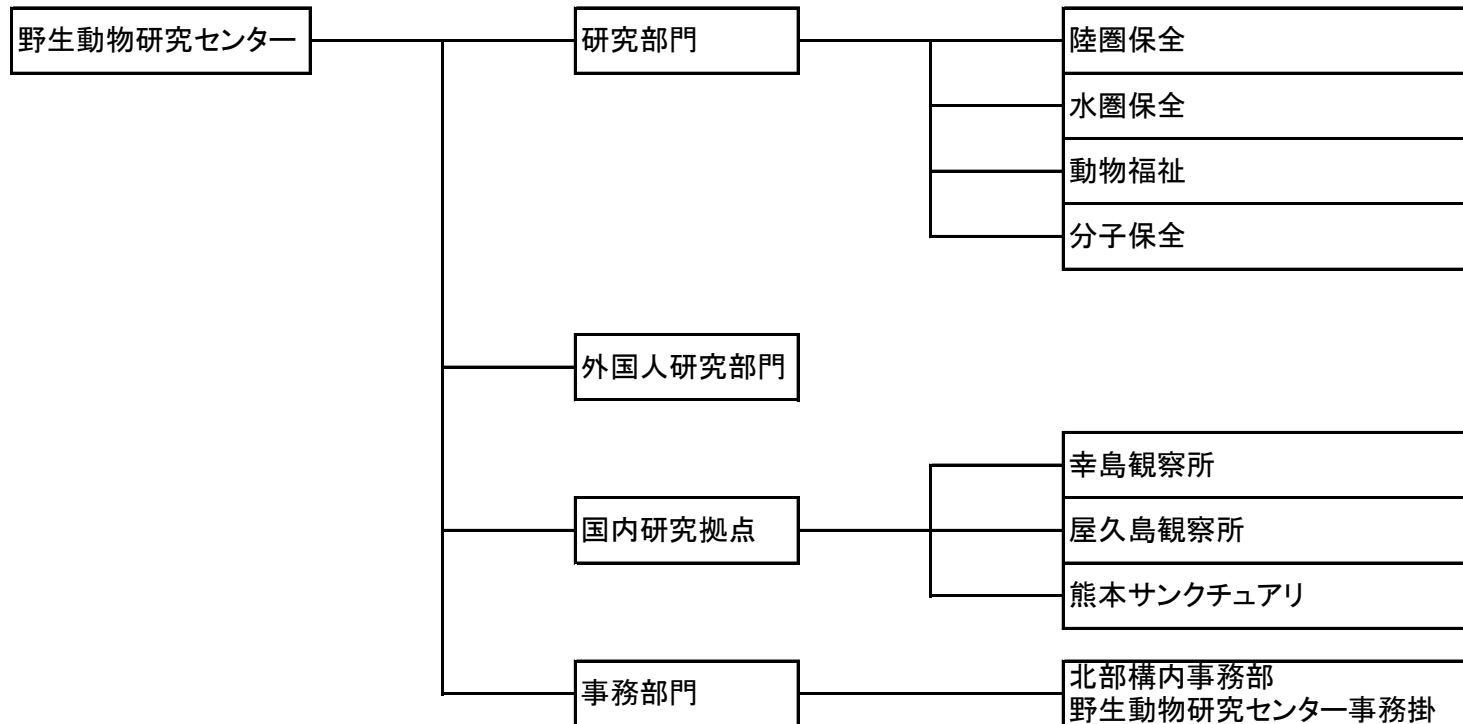 野生動物研究センター
研究部門
陸圏保全
水圏保全
動物福祉
分子保全
外国人研究部門
国内研究拠点
幸島観察所
屋久島観察所
熊本サンクチュアリ
事務部門
北部構内事務部
野生動物研究センター事務掛